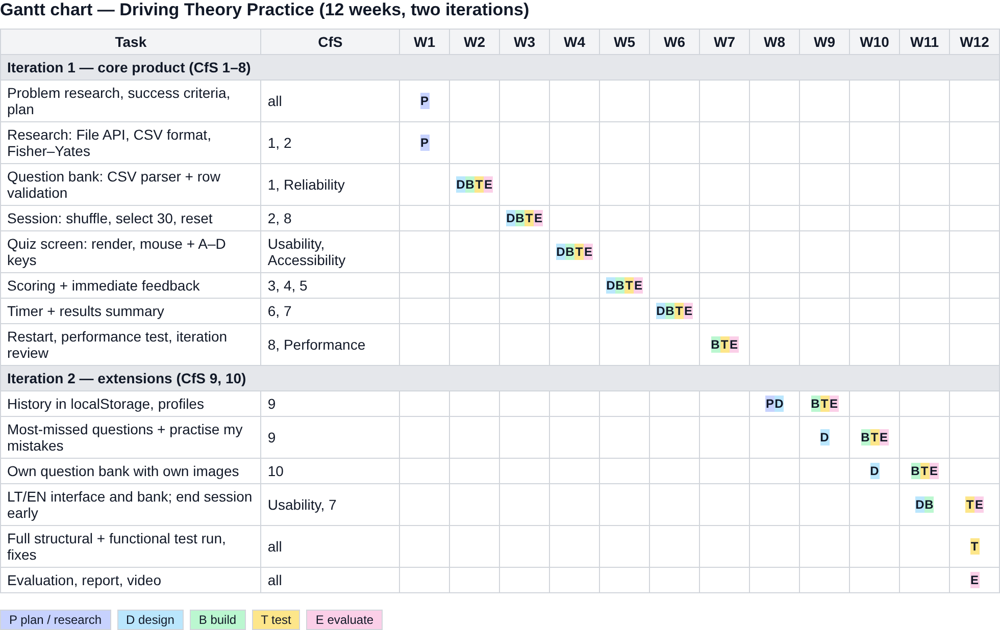 Gantt chart — Driving Theory Practice (12 weeks, two iterations)
Task CfS W1 W2 W3 W4 W5 W6 W7 W8 W9 W10 W11 W12
Iteration 1 — core product (CfS 1–8)
Problem research, success criteria,
plan
all P
Research: File API, CSV format,
Fisher–Yates
1, 2 P
Question bank: CSV parser + row
validation
1, Reliability DBTE
Session: shuffle, select 30, reset 2, 8 DBTE
Quiz screen: render, mouse + A–D
keys
Usability,
Accessibility
DBTE
Scoring + immediate feedback 3, 4, 5 DBTE
Timer + results summary 6, 7 DBTE
Restart, performance test, iteration
review
8, Performance BTE
Iteration 2 — extensions (CfS 9, 10)
History in localStorage, profiles 9 PD BTE
Most-missed questions + practise my
mistakes
9 D BTE
Own question bank with own images 10 D BTE
LT/EN interface and bank; end session
early
Usability, 7 DB TE
Full structural + functional test run,
fixes
all T
Evaluation, report, video all E
P plan / research D design B build T test E evaluate